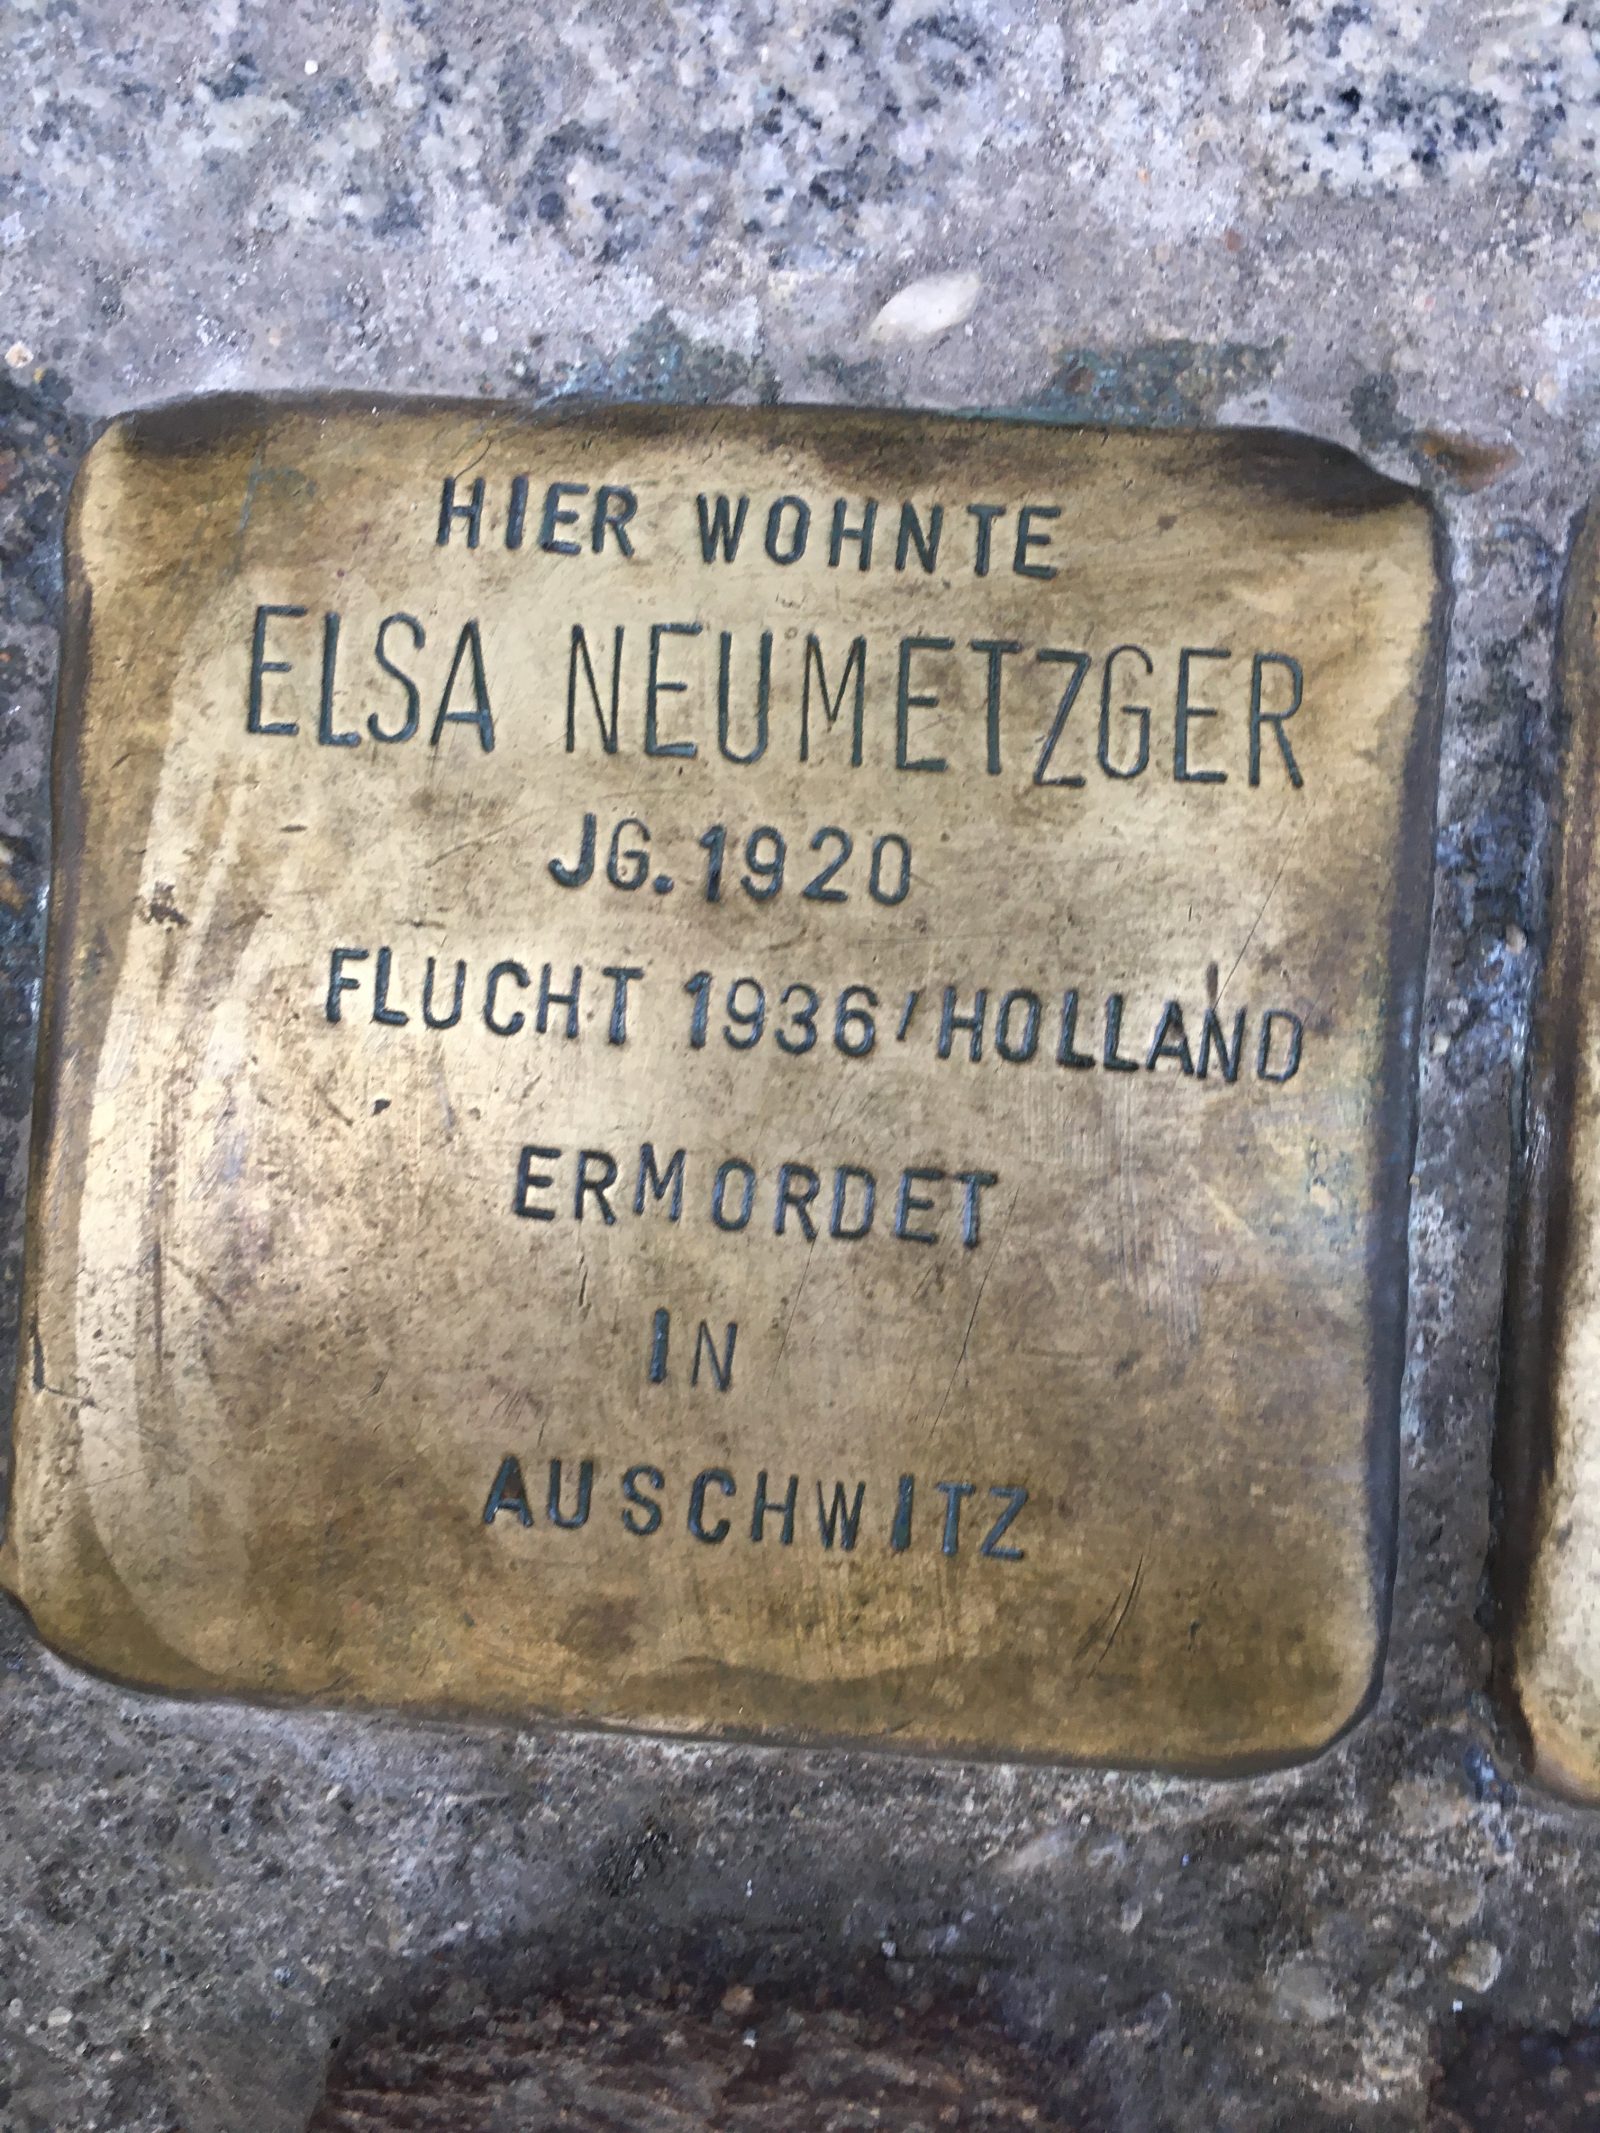 HIER WOHNTE
ELSA NEUMETZGER
JG. 1920
FLUCHT 1936/HOLLAND
ERMORDET
IN
AUSCHWITZ